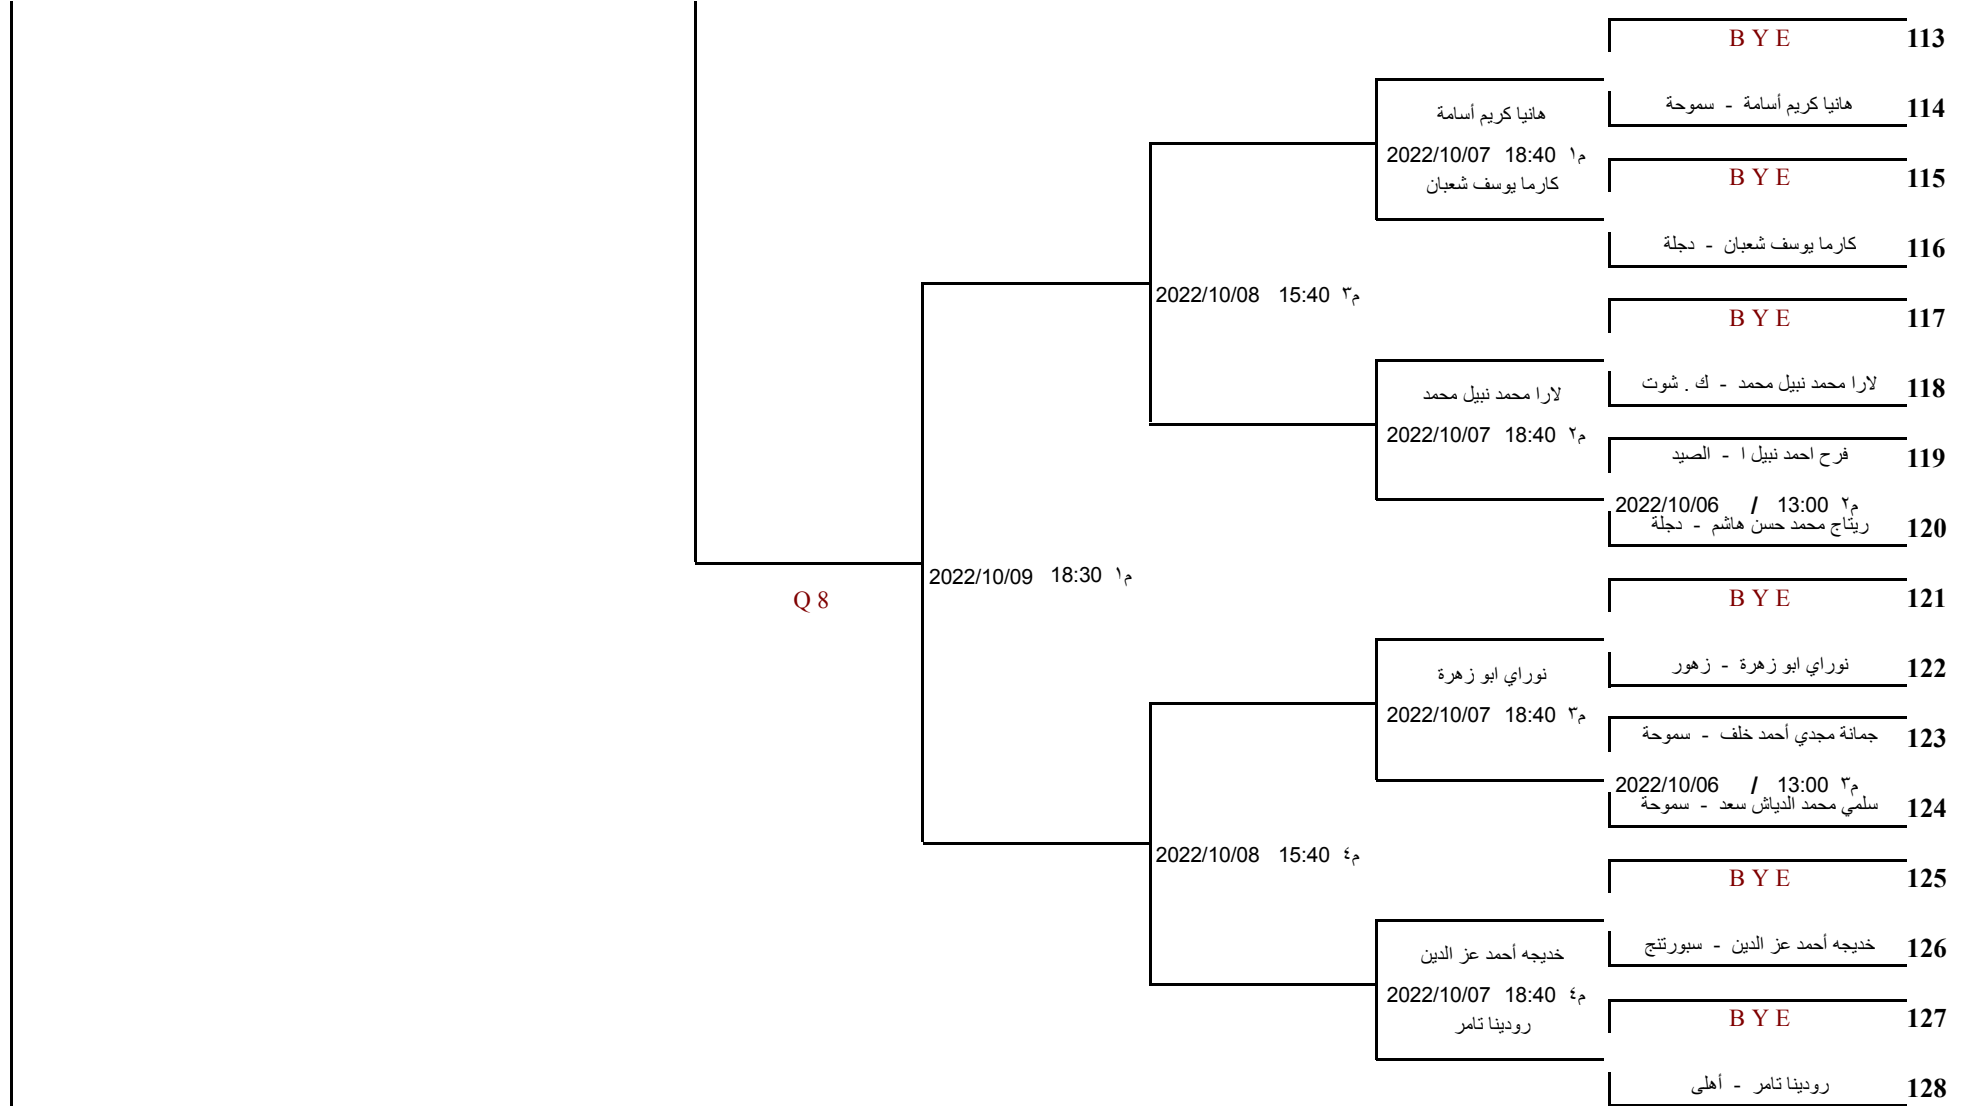 BYE 113
هانيا كريم أسامة - سموحة 114
هانيا كريم أسامة
م١ 18:40 2022/10/07
كارما يوسف شعبان
BYE 115
كارما يوسف شعبان - دجلة 116
م٣ 15:40 2022/10/08
BYE 117
لارا محمد نبيل محمد - ك . شوت 118
لارا محمد نبيل محمد
م٢ 18:40 2022/10/07
فرح احمد نبيل ا - الصيد 119
م٢ 13:00 / 2022/10/06
ريتاج محمد حسن هاشم - دجلة 120
م١ 18:30 2022/10/09
Q 8
BYE 121
نوراي ابو زهرة - زهور 122
نوراي ابو زهرة
م٣ 18:40 2022/10/07
جمانة مجدي أحمد خلف - سموحة 123
م٣ 13:00 / 2022/10/06
سلمي محمد الدياش سعد - سموحة 124
م٤ 15:40 2022/10/08
BYE 125
خديجه أحمد عز الدين - سبورتنج 126
خديجه أحمد عز الدين
م٤ 18:40 2022/10/07
رودينا تامر
BYE 127
رودينا تامر - أهلى 128